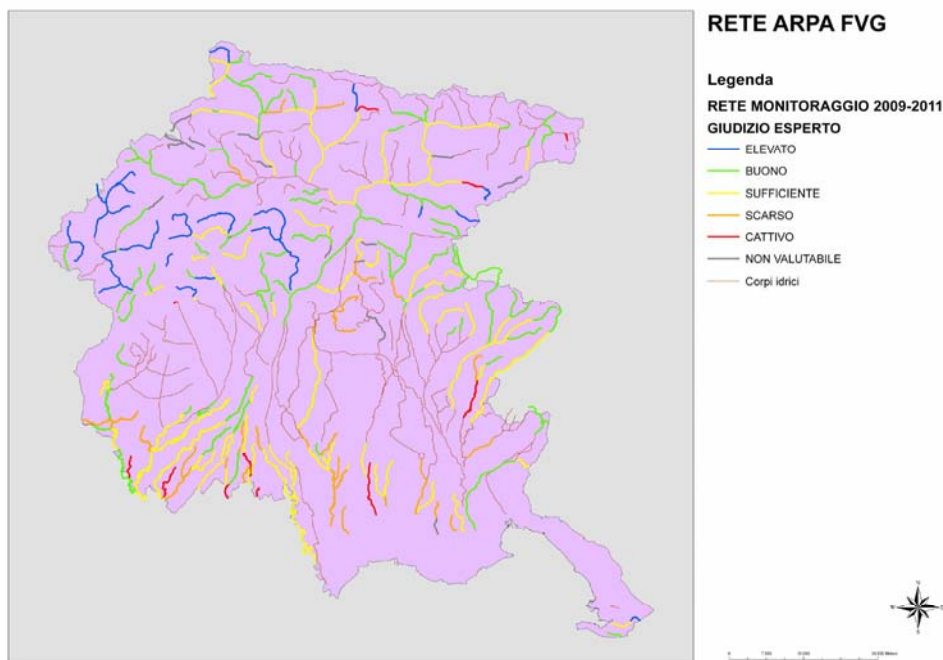 RETE ARPA FVG
Legenda
RETE MONITORAGGIO 2009-2011
GIUDIZIO ESPERTO
ELEVATO
BUONO
SUFFICIENTE
SCARSO
CATTIVO
NON VALUTABILE
Corpi idrici
N
W
E
S
0